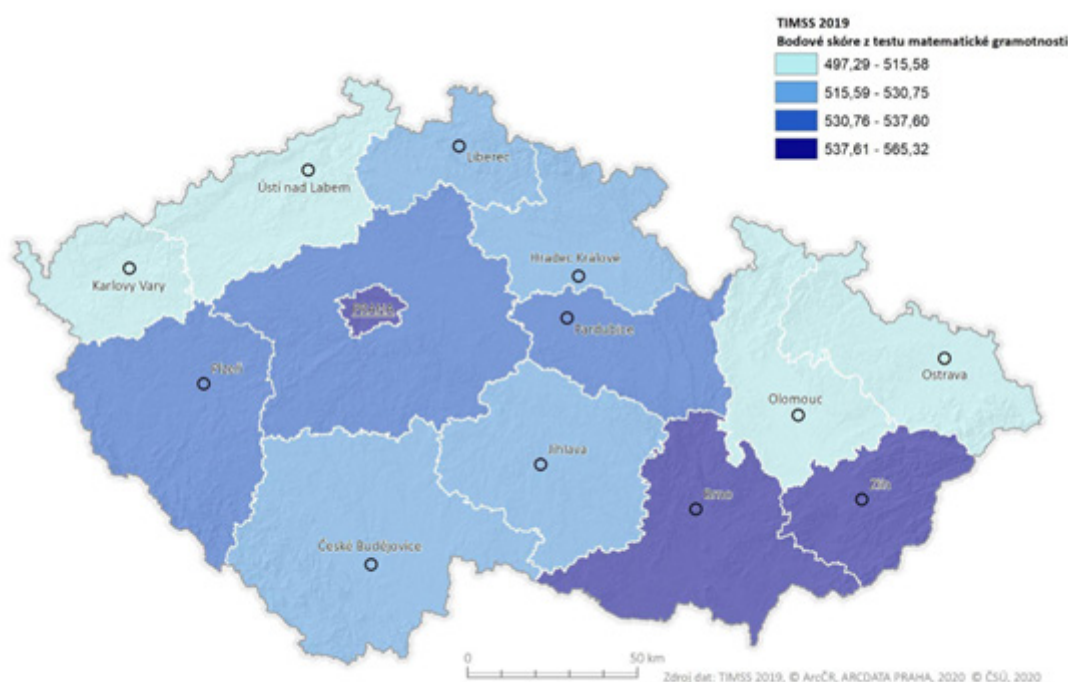 TIMSS 2019
Bodové skóre z testu matematické gramotnosti
497,29 - 515,58
515,59 - 530,75
530,76 - 537,60
537,61 - 565,32
Liberec
Ústí nad Labem
Hradec Králové
Karlovy Vary
Pardubice
Plzeň
Ostrava
Olomouc
Jihlava
Zlín
Brno
České Budějovice
0 50 km
Zdroj dat: TIMSS 2019, © ArcČR, ARCDATA PRAHA, 2020 © ČSÚ, 2020